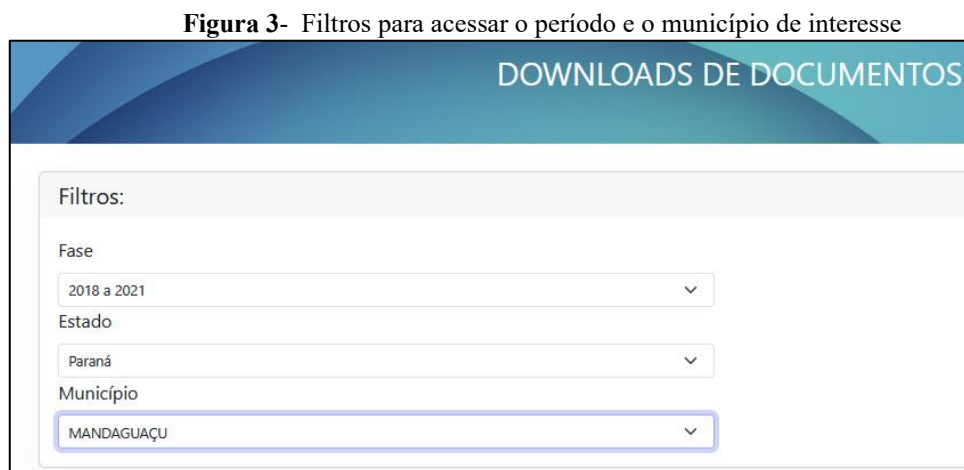 Figura 3- Filtros para acessar o período e o município de interesse
DOWNLOADS DE DOCUMENTOS
Filtros:
Fase
2018 a 2021
Estado
Paraná
Município
MANDAGUAÇU